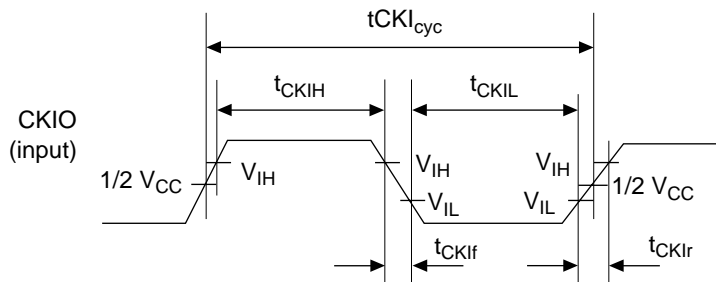 tCKIcyc
tCKIH
tCKIL
CKIO
(input)
VIH
VIH
VIH
1/2 VCC
1/2 VCC
VIL
VIL
tCKIf
tCKIr